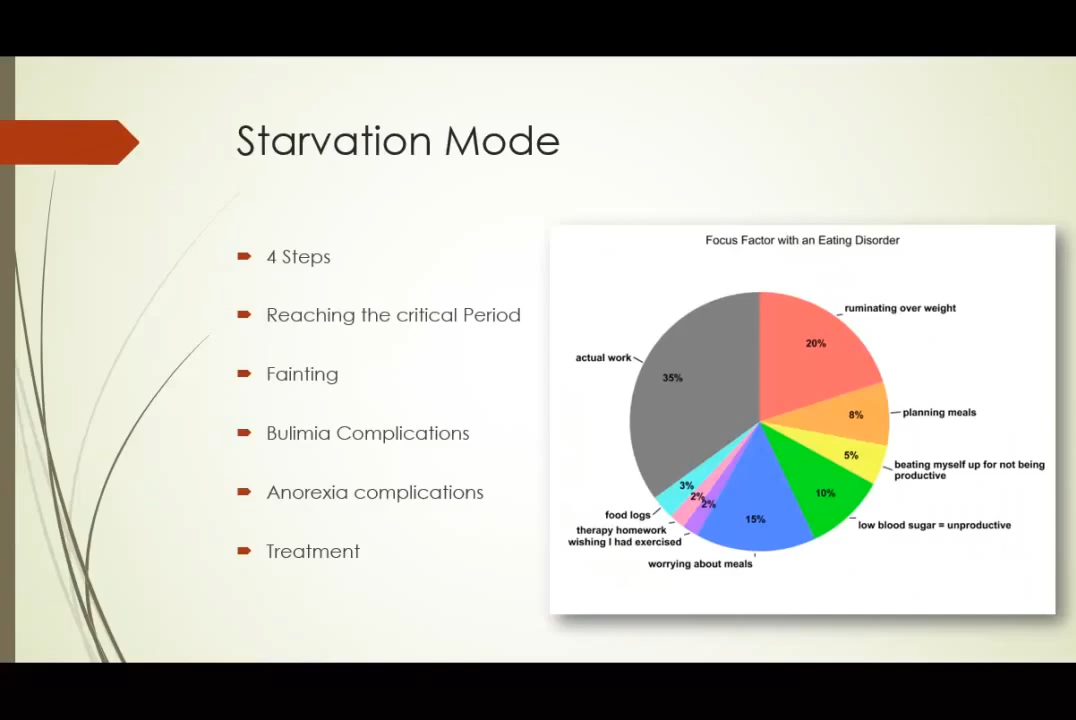 Starvation Mode
4 Steps
Reaching the critical Period
Fainting
Bulimia Complications
Anorexia complications
Treatment
Focus Factor with an Eating Disorder
ruminating over weight
20%
planning meals
8%
beating myself up for not being
productive
5%
low blood sugar = unproductive
10%
worrying about meals
15%
wishing I had exercised
2%
therapy homework
2%
food logs
3%
actual work
35%